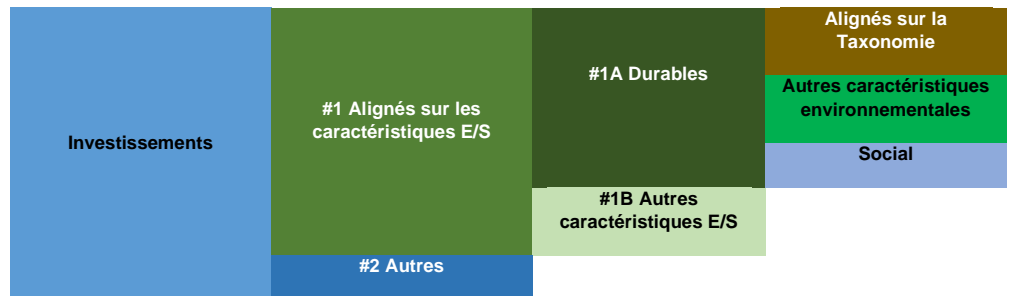 Investissements
#1 Alignés sur les
caractéristiques E/S
#2 Autres
#1A Durables
#1B Autres
caractéristiques E/S
Alignés sur la
Taxonomie
Autres caractéristiques
environnementales
Social